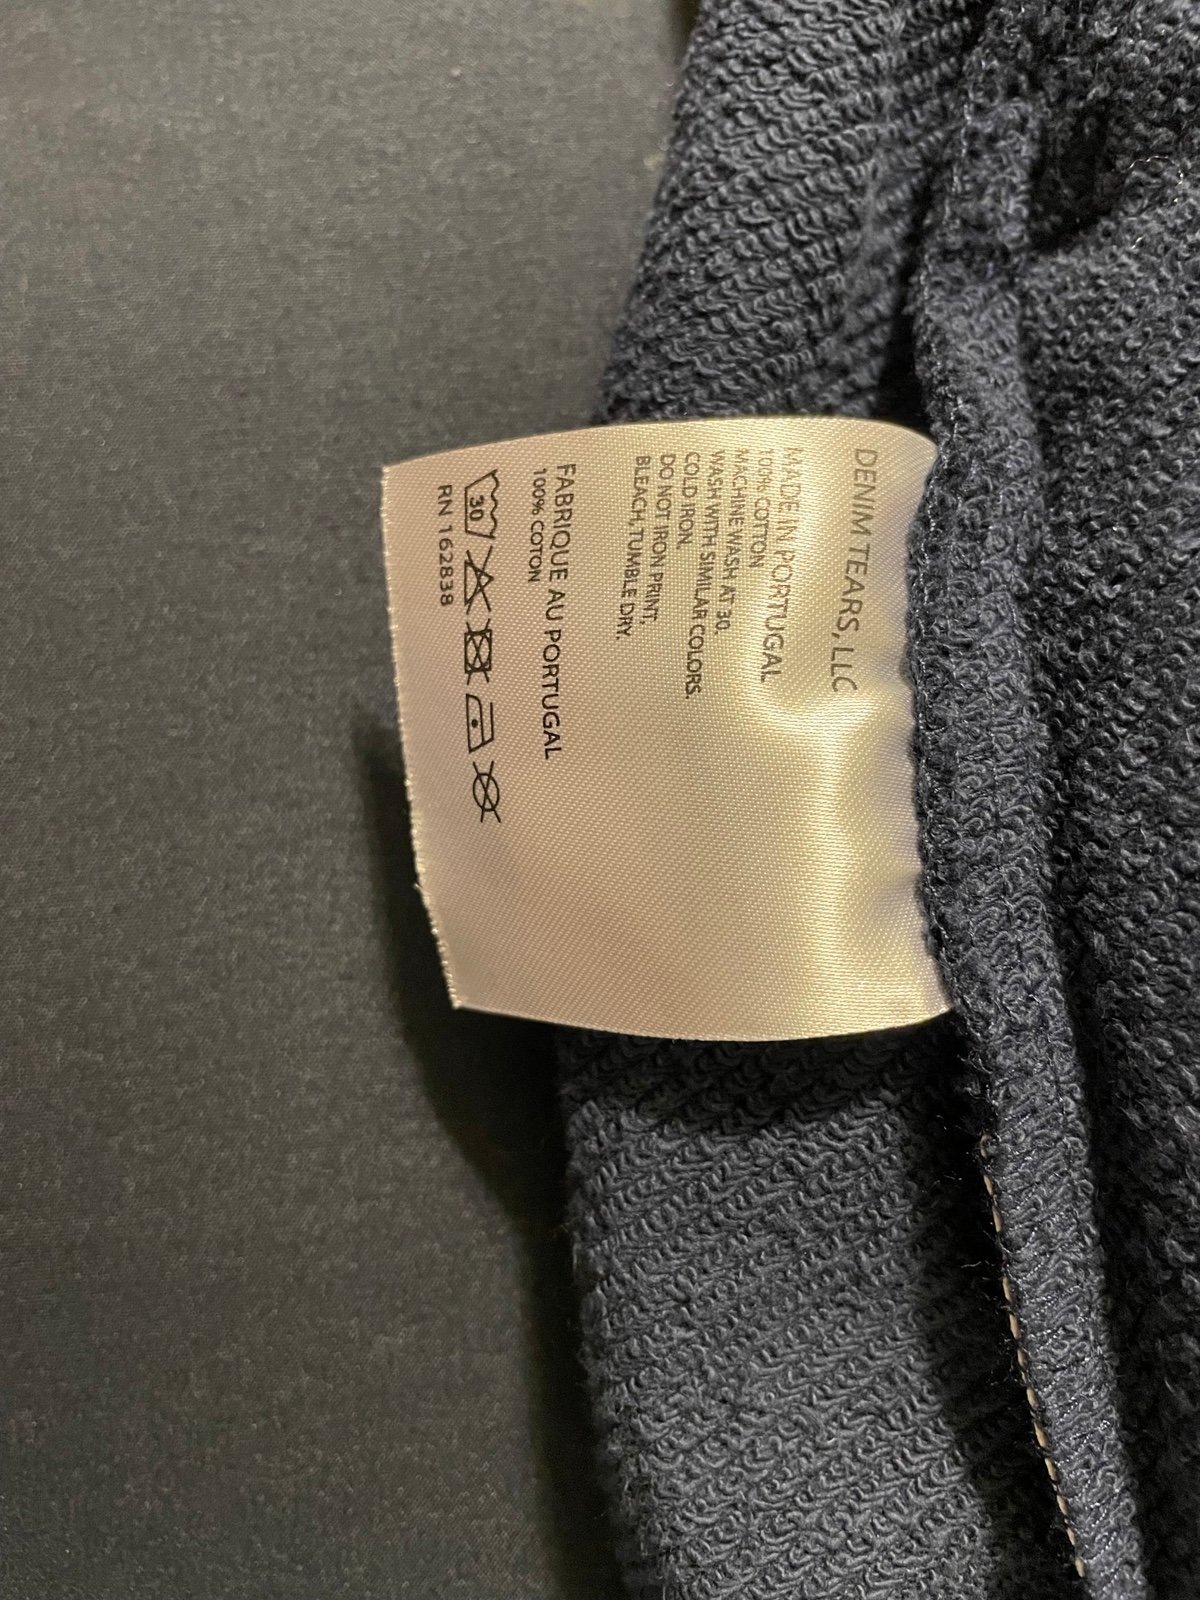 DENIM TEARS, LLC
MADE IN PORTUGAL
100% COTTON
MACHINE WASH AT 30,
WASH WITH SIMILAR COLORS.
COLD IRON,
DO NOT IRON PRINT,
BLEACH, TUMBLE DRY.
FABRIQUE AU PORTUGAL
100% COTON
30
RN 162838